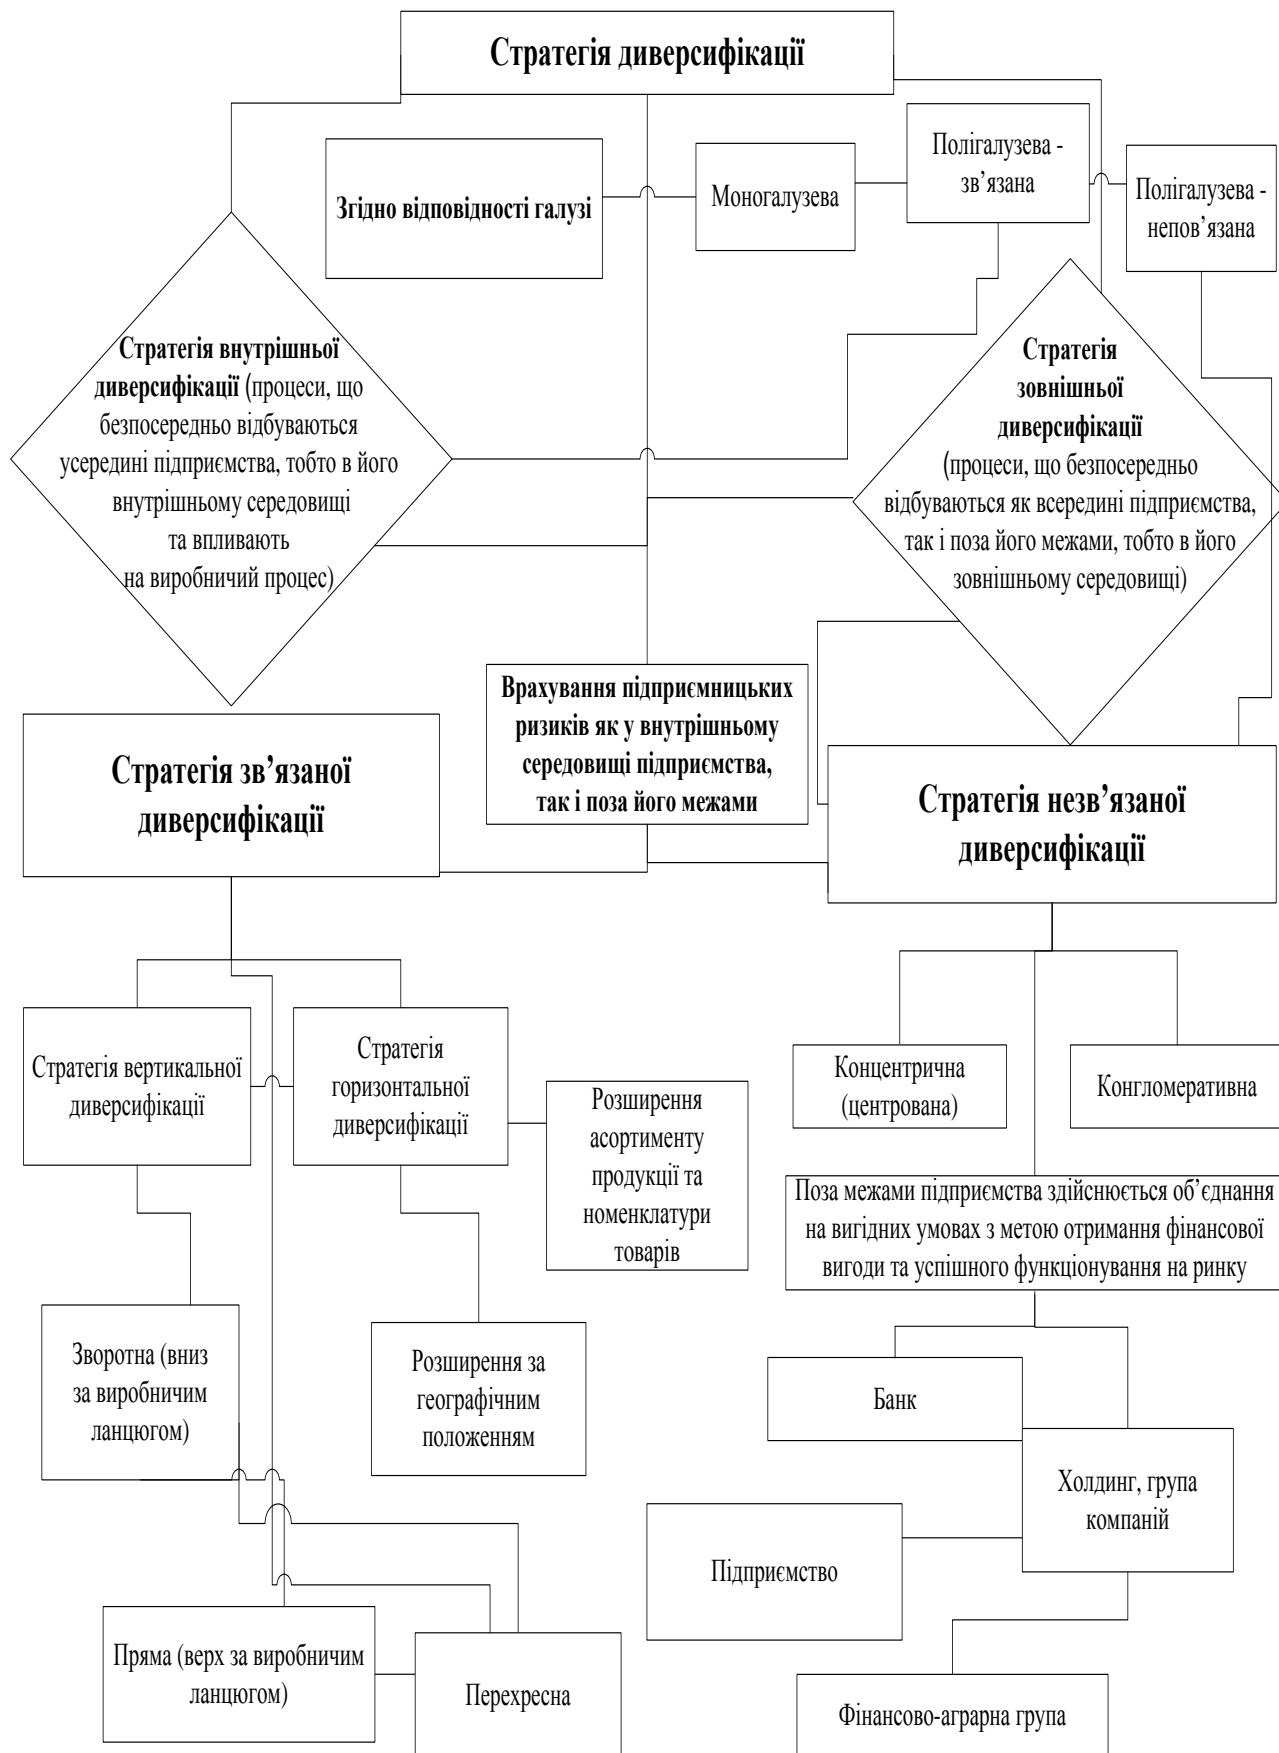 Стратегія диверсифікації
Згідно відповідності галузі
Моногалузева
Полігалузева -
зв’язана
Полігалузева -
непов’язана
Стратегія внутрішньої
диверсифікації (процеси, що
безпосередньо відбуваються
усередині підприємства, тобто в його
внутрішньому середовищі
та впливають
на виробничий процес)
Стратегія
зовнішньої
диверсифікації
(процеси, що безпосередньо
відбуваються як всередині підприємства,
так і поза його межами, тобто в його
зовнішньому середовищі)
Врахування підприємницьких
ризиків як у внутрішньому
середовищі підприємства,
так і поза його межами
Стратегія зв’язаної
диверсифікації
Стратегія незв’язаної
диверсифікації
Стратегія вертикальної
диверсифікації
Стратегія
горизонтальної
диверсифікації
Розширення
асортименту
продукції та
номенклатури
товарів
Концентрична
(центрована)
Конгломеративна
Поза межами підприємства здійснюється об’єднання
на вигідних умовах з метою отримання фінансової
вигоди та успішного функціонування на ринку
Зворотна (вниз
за виробничим
ланцюгом)
Розширення за
географічним
положенням
Банк
Холдинг, група
компаній
Підприємство
Пряма (верх за виробничим
ланцюгом)
Перехресна
Фінансово-аграрна група